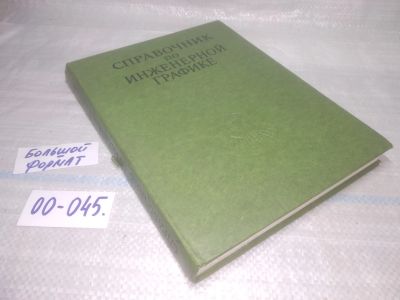 СПРАВОЧНИК
ПО
ИНЖЕНЕРНОЙ
ГРАФИКЕ
БОЛЬШОЙ
ФОРМАТ
00-045.